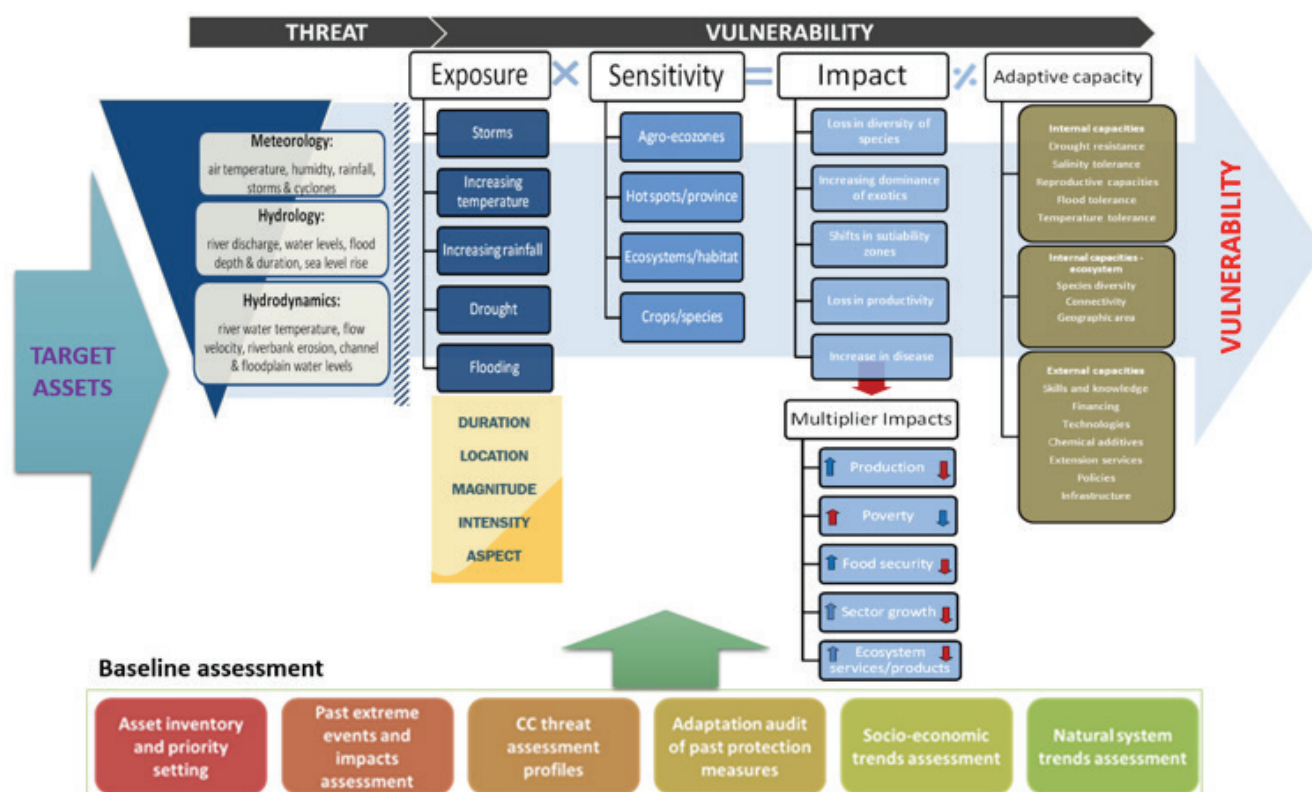 THREAT
VULNERABILITY
Exposure
×
Sensitivity
=
Impact
%
Adaptive capacity
TARGET
ASSETS
Meteorology:
air temperature, humidity, rainfall,
storms & cyclones
Hydrology:
river discharge, water levels, flood
depth & duration, sea level rise
Hydrodynamics:
river water temperature, flow
velocity, riverbank erosion, channel
& floodplain water levels
Storms
Increasing
temperature
Increasing rainfall
Drought
Flooding
DURATION
LOCATION
MAGNITUDE
INTENSITY
ASPECT
Agro-ecozones
Hot spots/province
Ecosystems/habitat
Crops/species
Loss in diversity of
species
Increasing dominance
of exotics
Shifts in sutiability
zones
Loss in productivity
Increase in disease
Multiplier Impacts
Production
Poverty
Food security
Sector growth
Ecosystem
services/products
Internal capacities
Drought resistance
Salinity tolerance
Reproductive capacities
Flood tolerance
Temperature tolerance
Internal capacities -
ecosystem
Species diversity
Connectivity
Geographic area
External capacities
Skills and knowledge
Financing
Technologies
Chemical additives
Extension services
Policies
Infrastructure
VULNERABILITY
Baseline assessment
Asset inventory
and priority
setting
Past extreme
events and
impacts
assessment
CC threat
assessment
profiles
Adaptation audit
of past protection
measures
Socio-economic
trends assessment
Natural system
trends assessment